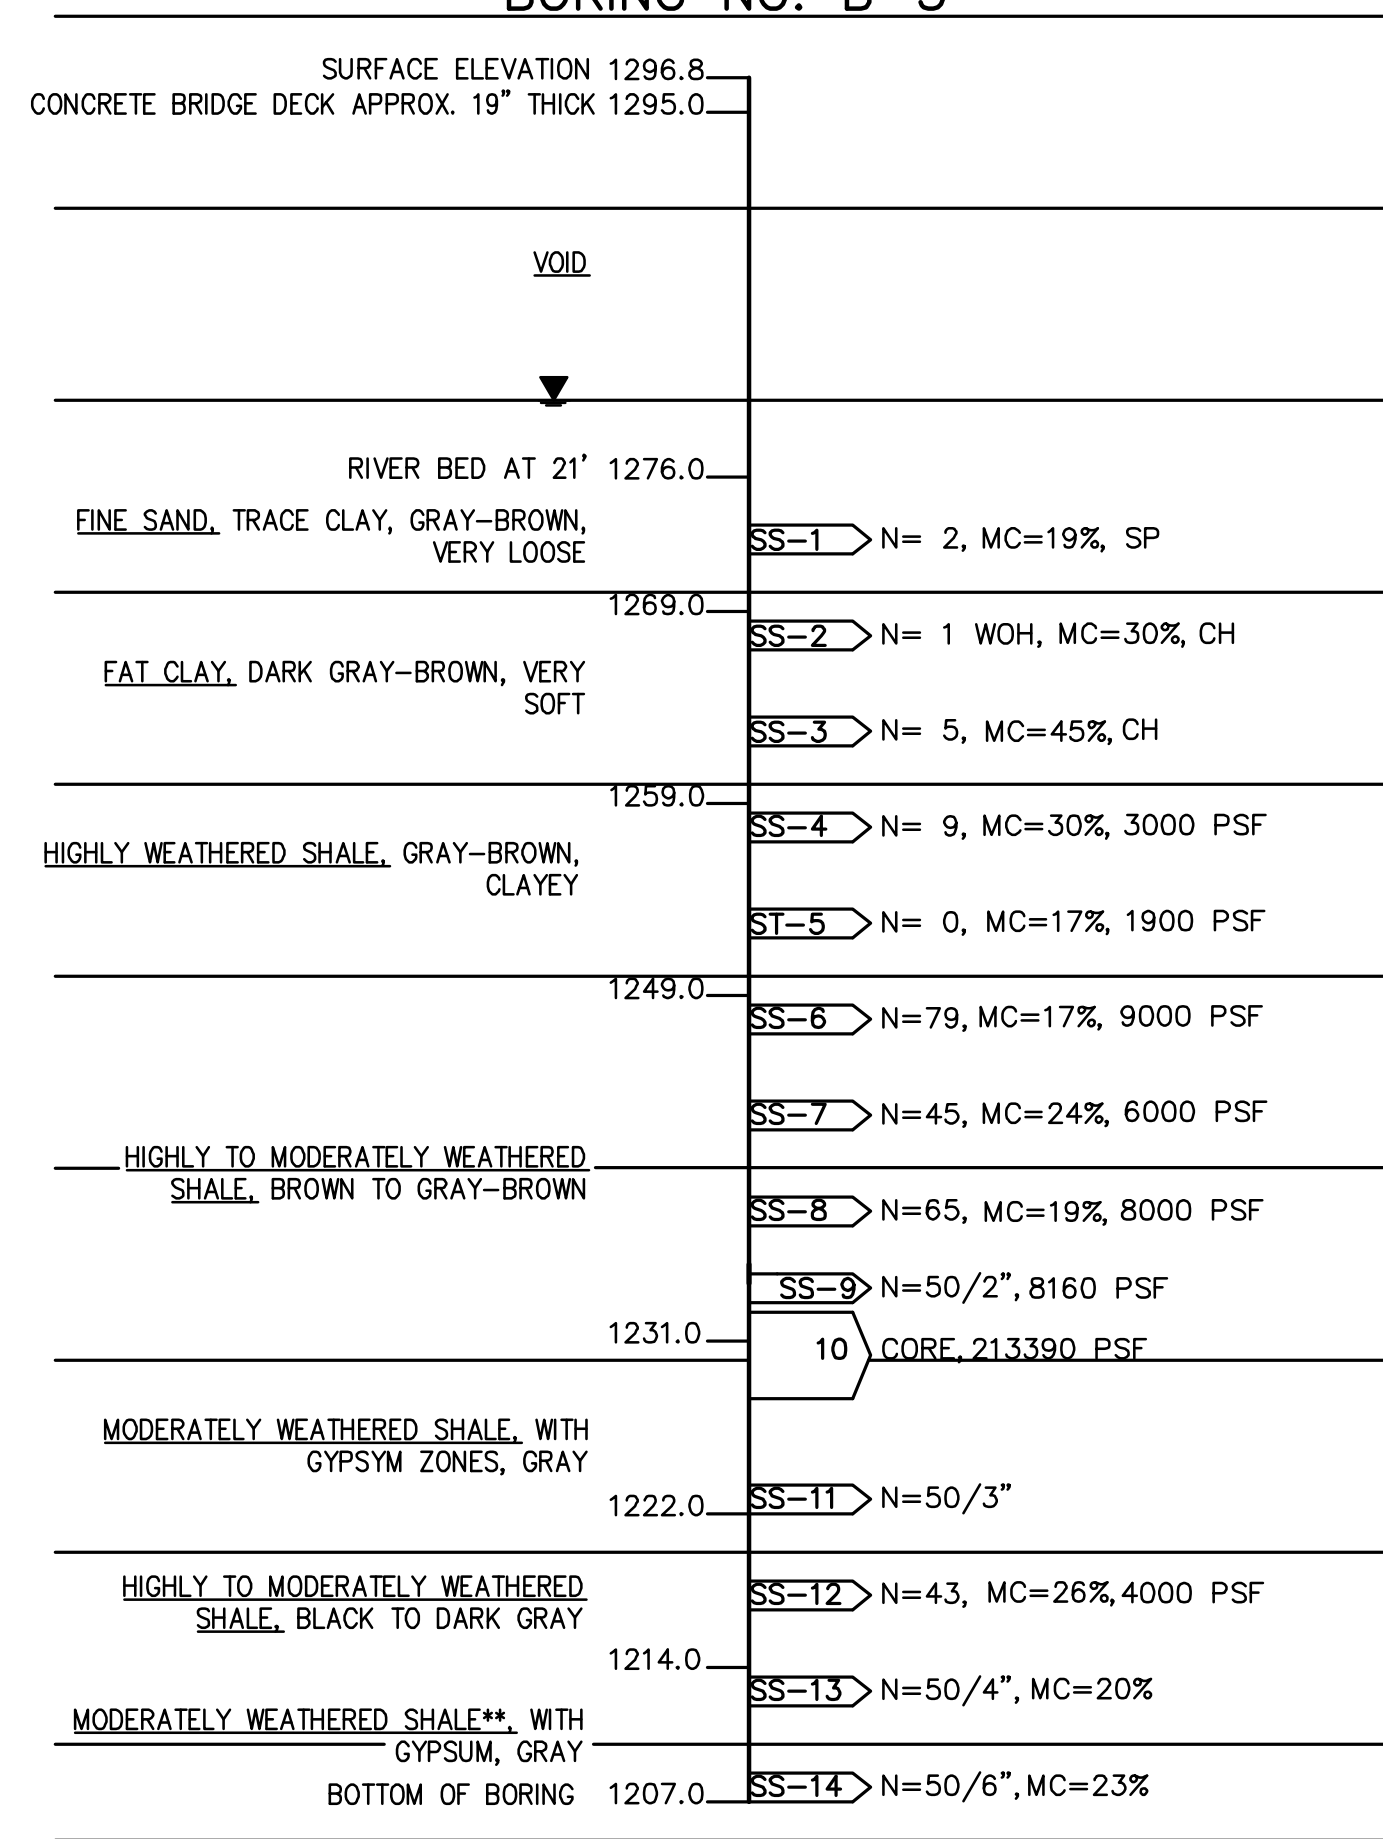 BORING NO. B-
SURFACE ELEVATION 1296.8
CONCRETE BRIDGE DECK APPROX. 19" THICK 1295.0
VOID
RIVER BED AT 21' 1276.0
FINE SAND, TRACE CLAY, GRAY-BROWN,
VERY LOOSE
SS-1 N= 2, MC=19%, SP
1269.0
SS-2 N= 1 WOH, MC=30%, CH
FAT CLAY, DARK GRAY-BROWN, VERY
SOFT
SS-3 N= 5, MC=45%, CH
1259.0
SS-4 N= 9, MC=30%, 3000 PSF
HIGHLY WEATHERED SHALE, GRAY-BROWN,
CLAYEY
ST-5 N= 0, MC=17%, 1900 PSF
1249.0
SS-6 N=79, MC=17%, 9000 PSF
SS-7 N=45, MC=24%, 6000 PSF
HIGHLY TO MODERATELY WEATHERED
SHALE, BROWN TO GRAY-BROWN
SS-8 N=65, MC=19%, 8000 PSF
SS-9 N=50/2", 8160 PSF
1231.0
10 CORE, 213390 PSF
MODERATELY WEATHERED SHALE, WITH
GYPSYM ZONES, GRAY
1222.0
SS-11 N=50/3"
HIGHLY TO MODERATELY WEATHERED
SHALE, BLACK TO DARK GRAY
SS-12 N=43, MC=26%, 4000 PSF
1214.0
SS-13 N=50/4", MC=20%
MODERATELY WEATHERED SHALE**, WITH
GYPSUM, GRAY
BOTTOM OF BORING 1207.0
SS-14 N=50/6", MC=23%